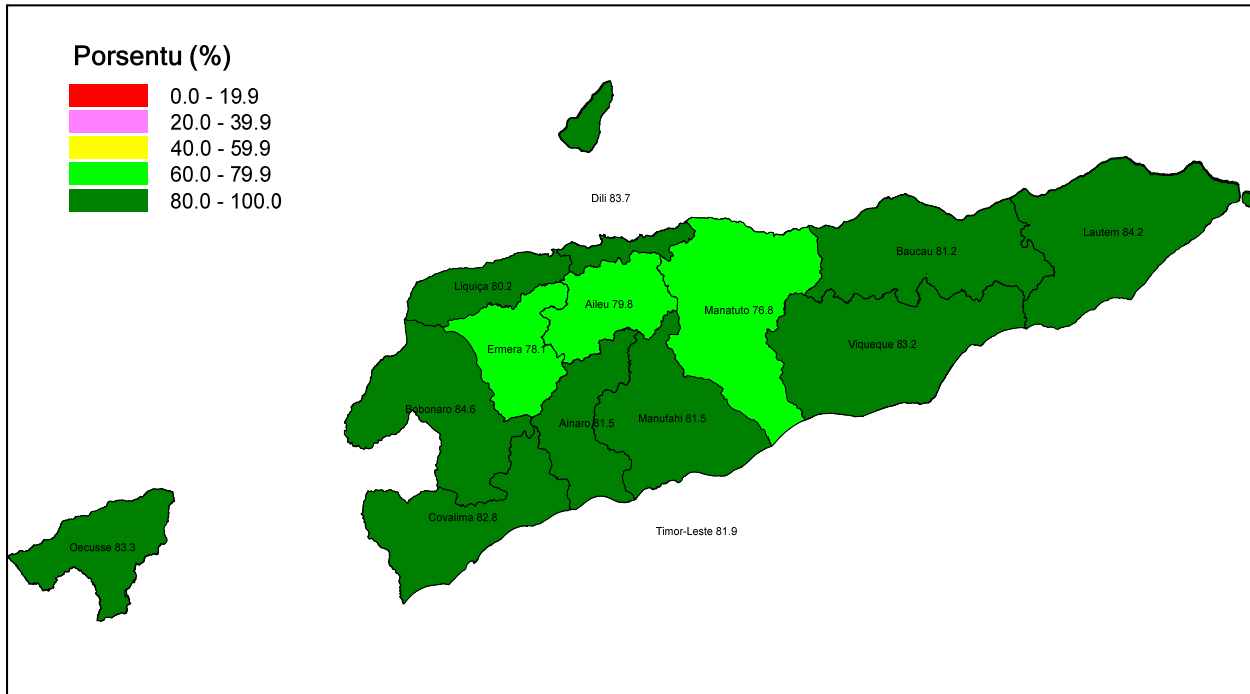 Porsentu (%)
0.0 - 19.9
20.0 - 39.9
40.0 - 59.9
60.0 - 79.9
80.0 - 100.0
Dili 83.7
Lautem 84.2
Baucau 81.2
Liquiça 80.2
Aileu 79.8
Manatuto 76.8
Ermera 78.1
Viqueque 83.2
Bobonaro 84.6
Ainaro 81.5
Manufahi 81.5
Covalima 82.8
Timor-Leste 81.9
Oecusse 83.3